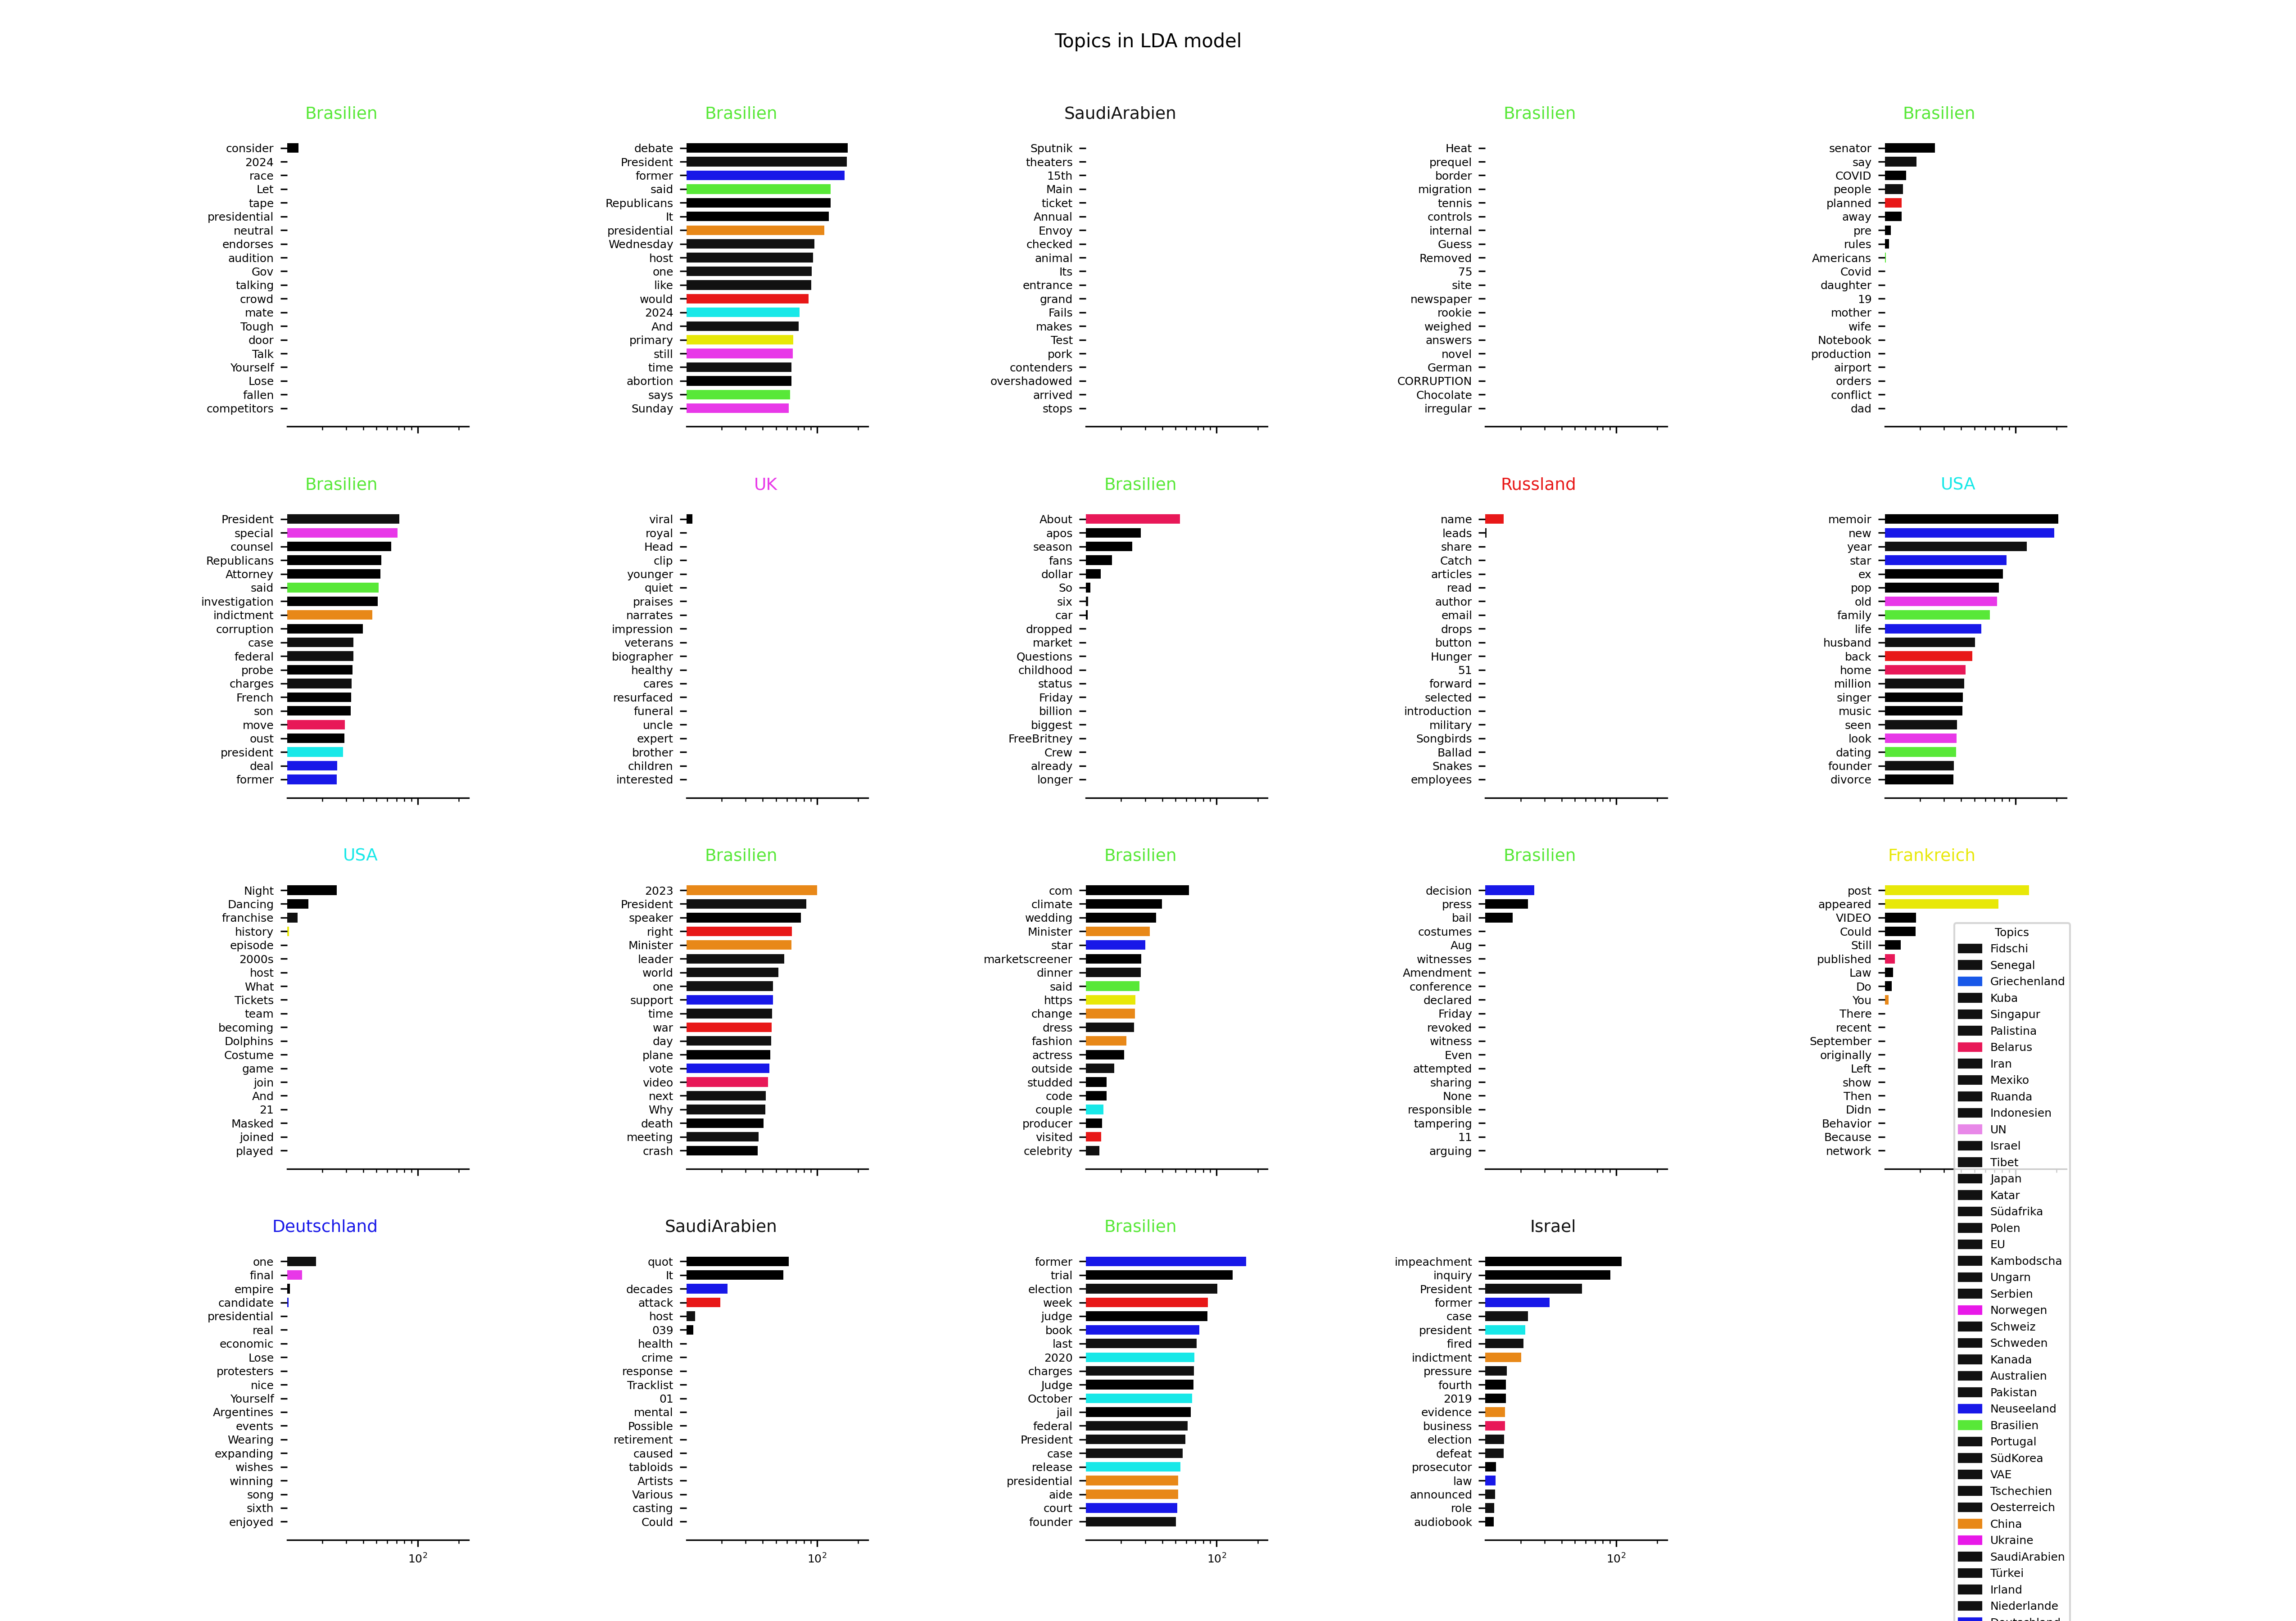 Topics in LDA model
Brasilien
consider
2024
race
Let
tape
presidential
neutral
endorses
audition
Gov
talking
crowd
mate
Tough
door
Talk
Yourself
Lose
fallen
competitors
Brasilien
debate
President
former
said
Republicans
It
presidential
Wednesday
host
one
like
would
2024
And
primary
still
time
abortion
says
Sunday
SaudiArabien
Sputnik
theaters
15th
Main
ticket
Annual
Envoy
checked
animal
Its
entrance
grand
Fails
makes
Test
pork
contenders
overshadowed
arrived
stops
Brasilien
Heat
prequel
border
migration
tennis
controls
internal
Guess
Removed
75
site
newspaper
rookie
weighed
answers
novel
German
CORRUPTION
Chocolate
irregular
Brasilien
senator
say
COVID
people
planned
away
pre
rules
Americans
Covid
daughter
19
mother
wife
Notebook
production
airport
orders
conflict
dad
Brasilien
President
special
counsel
Republicans
Attorney
said
investigation
indictment
corruption
case
federal
probe
charges
French
son
move
oust
president
deal
former
UK
viral
royal
Head
clip
younger
quiet
praises
narrates
impression
veterans
biographer
healthy
cares
resurfaced
funeral
uncle
expert
brother
children
interested
Brasilien
About
apos
season
fans
dollar
So
six
car
dropped
market
Questions
childhood
status
Friday
billion
biggest
FreeBritney
Crew
already
longer
Russland
name
leads
share
Catch
articles
read
author
email
drops
button
Hunger
51
forward
selected
introduction
military
Songbirds
Ballad
Snakes
employees
USA
memoir
new
year
star
ex
pop
old
family
life
husband
back
home
million
singer
music
seen
look
dating
founder
divorce
USA
Night
Dancing
franchise
history
episode
2000s
host
What
Tickets
team
becoming
Dolphins
Costume
game
join
And
21
Masked
joined
played
Brasilien
2023
President
speaker
right
Minister
leader
world
one
support
time
war
day
plane
vote
video
next
Why
death
meeting
crash
Brasilien
com
climate
wedding
Minister
star
marketscreener
dinner
said
https
change
dress
fashion
actress
outside
studded
code
couple
producer
visited
celebrity
Brasilien
decision
press
bail
costumes
Aug
witnesses
Amendment
conference
declared
Friday
revoked
witness
Even
attempted
sharing
None
responsible
tampering
11
arguing
Frankreich
post
appeared
VIDEO
Could
Still
published
Law
Do
You
There
recent
September
originally
Left
show
Then
Didn
Behavior
Because
network
Deutschland
one
final
empire
candidate
presidential
real
economic
Lose
protesters
nice
Yourself
Argentines
events
Wearing
expanding
wishes
winning
song
sixth
enjoyed
10²
SaudiArabien
quot
It
decades
attack
host
039
health
crime
response
Tracklist
01
mental
Possible
retirement
caused
tabloids
Artists
Various
casting
Could
10²
Brasilien
former
trial
election
week
judge
book
last
2020
charges
Judge
October
jail
federal
President
case
release
presidential
aide
court
founder
10²
Israel
impeachment
inquiry
President
former
case
president
fired
indictment
pressure
fourth
2019
evidence
business
election
defeat
prosecutor
law
announced
role
audiobook
10²
Topics
Fidschi
Senegal
Griechenland
Kuba
Singapur
Palistina
Belarus
Iran
Mexiko
Ruanda
Indonesien
UN
Israel
Tibet
Japan
Katar
Südafrika
Polen
EU
Kambodscha
Ungarn
Serbien
Norwegen
Schweiz
Schweden
Kanada
Australien
Pakistan
Neuseeland
Brasilien
Portugal
SüdKorea
VAE
Tschechien
Oesterreich
China
Ukraine
SaudiArabien
Türkei
Irland
Niederlande